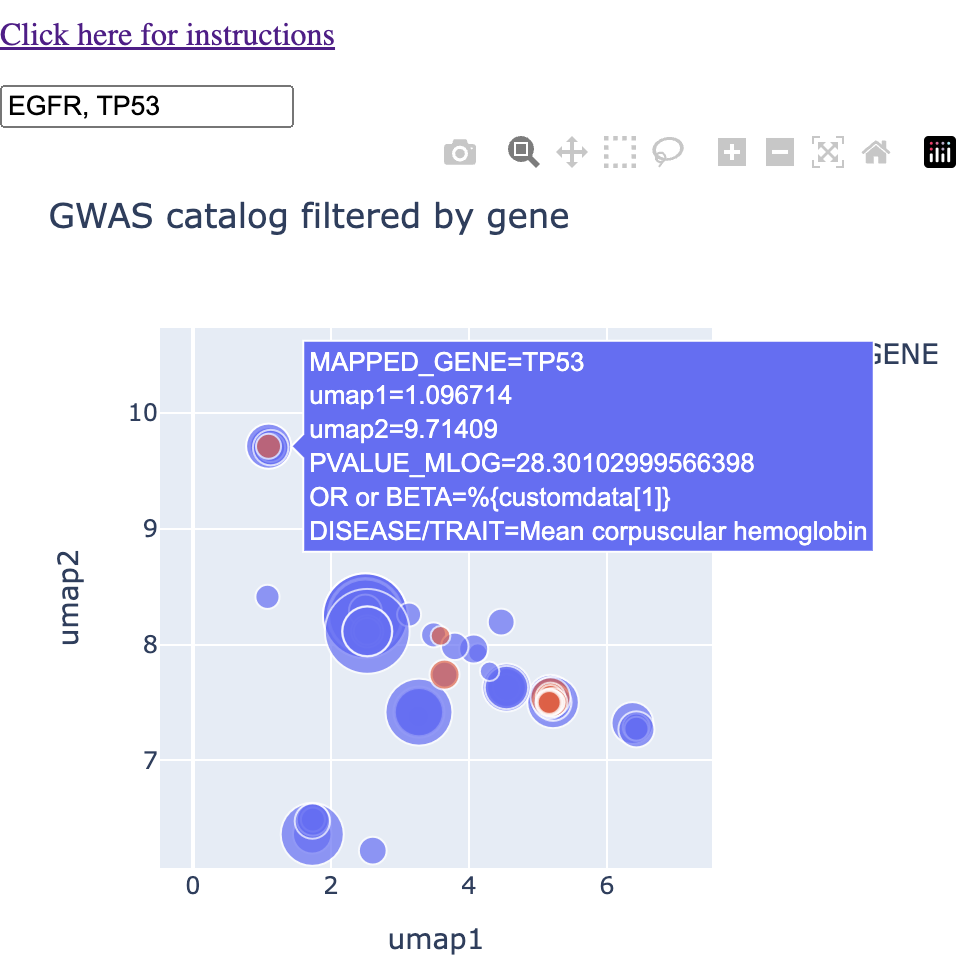 Click here for instructions
EGFR, TP53
GWAS catalog filtered by gene
GENE
MAPPED_GENE=TP53
umap1=1.096714
umap2=9.71409
PVALUE_MLOG=28.30102999566398
OR or BETA=%{customdata[1]}
DISEASE/TRAIT=Mean corpuscular hemoglobin
10
9
8
7
umap2
0 2 4 6
umap1